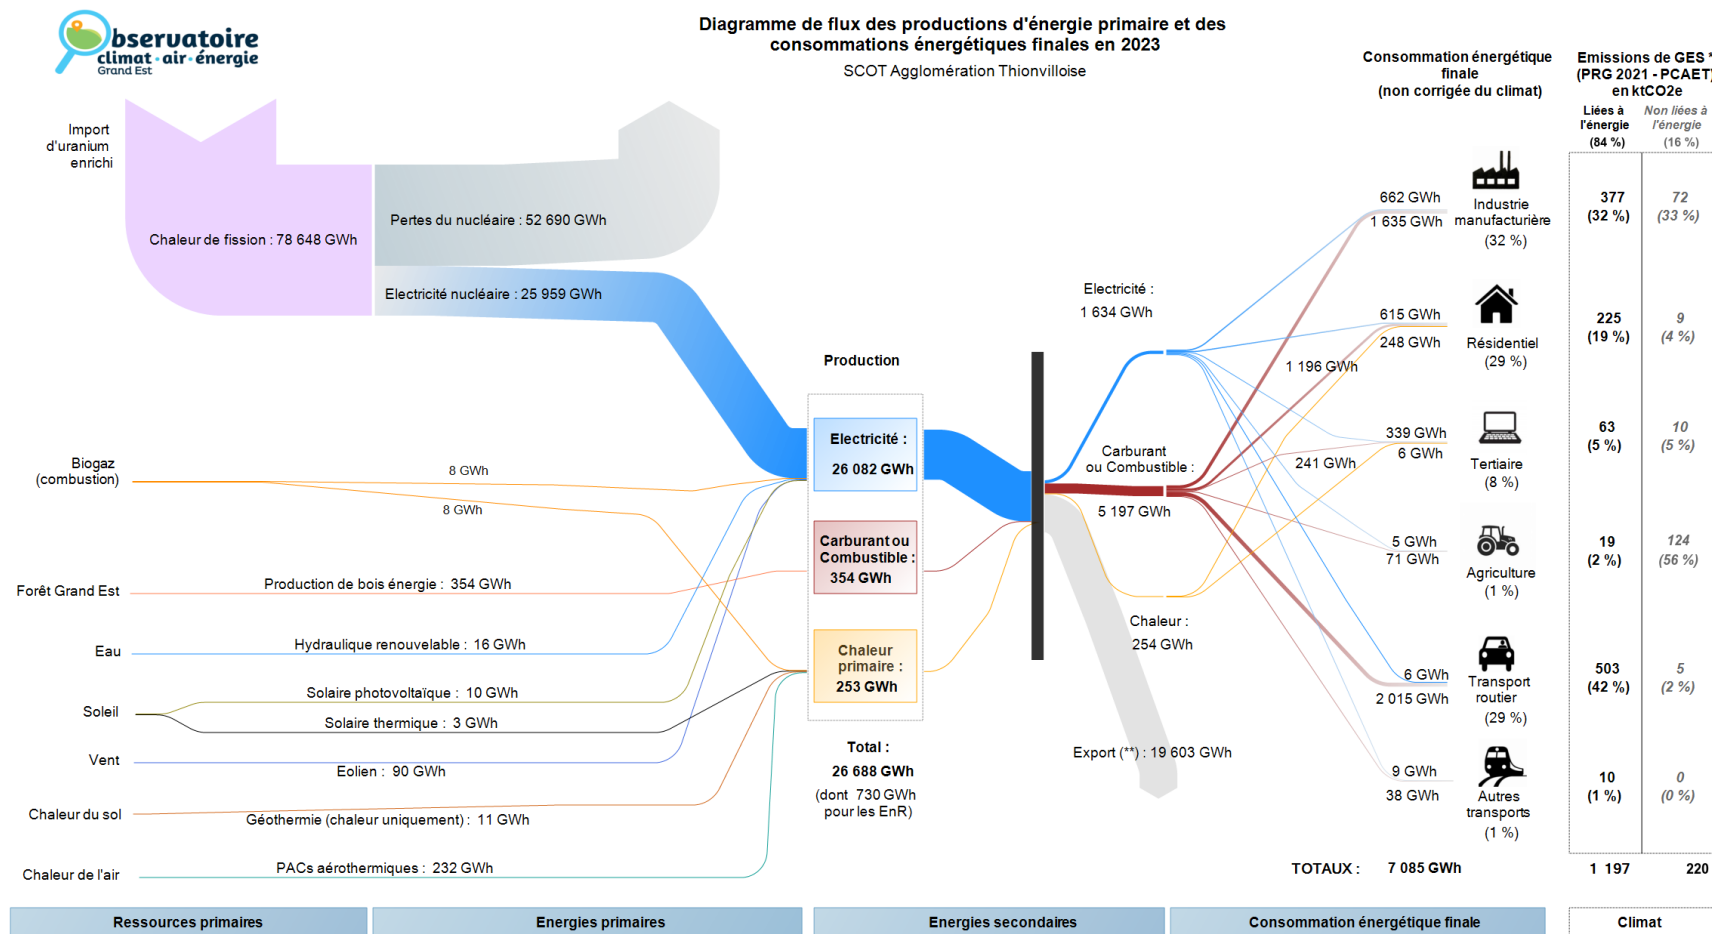 Observatoire
climat · air · énergie
Grand Est
Diagramme de flux des productions d'énergie primaire et des
consommations énergétiques finales en 2023
SCOT Agglomération Thionvilloise
Consommation énergétique
finale
(non corrigée du climat)
Emissions de GES *
(PRG 2021 - PCAET)
en ktCO2e
Liées à
l'énergie
(84 %)
Non liées à
l'énergie
(16 %)
Import
d'uranium
enrichi
Chaleur de fission : 78 648 GWh
Pertes du nucléaire : 52 690 GWh
Electricité nucléaire : 25 959 GWh
Biogaz
(combustion)
8 GWh
8 GWh
Forêt Grand Est
Production de bois énergie : 354 GWh
Eau
Hydraulique renouvelable : 16 GWh
Soleil
Solaire photovoltaïque : 10 GWh
Solaire thermique : 3 GWh
Vent
Eolien : 90 GWh
Chaleur du sol
Géothermie (chaleur uniquement) : 11 GWh
Chaleur de l'air
PACs aérothermiques : 232 GWh
Production
Electricité :
26 082 GWh
Carburant ou
Combustible :
354 GWh
Chaleur
primaire :
253 GWh
Total :
26 688 GWh
(dont 730 GWh
pour les EnR)
Electricité :
1 634 GWh
Carburant
ou Combustible :
5 197 GWh
Chaleur :
254 GWh
Export (**) : 19 603 GWh
1 196 GWh
241 GWh
662 GWh
1 635 GWh
Industrie
manufacturière
(32 %)
377
(32 %)
72
(33 %)
615 GWh
248 GWh
Résidentiel
(29 %)
225
(19 %)
9
(4 %)
339 GWh
6 GWh
Tertiaire
(8 %)
63
(5 %)
10
(5 %)
5 GWh
71 GWh
Agriculture
(1 %)
19
(2 %)
124
(56 %)
6 GWh
2 015 GWh
Transport
routier
(29 %)
503
(42 %)
5
(2 %)
9 GWh
38 GWh
Autres
transports
(1 %)
10
(1 %)
0
(0 %)
TOTAUX : 7 085 GWh
1 197
220
Ressources primaires
Energies primaires
Energies secondaires
Consommation énergétique finale
Climat